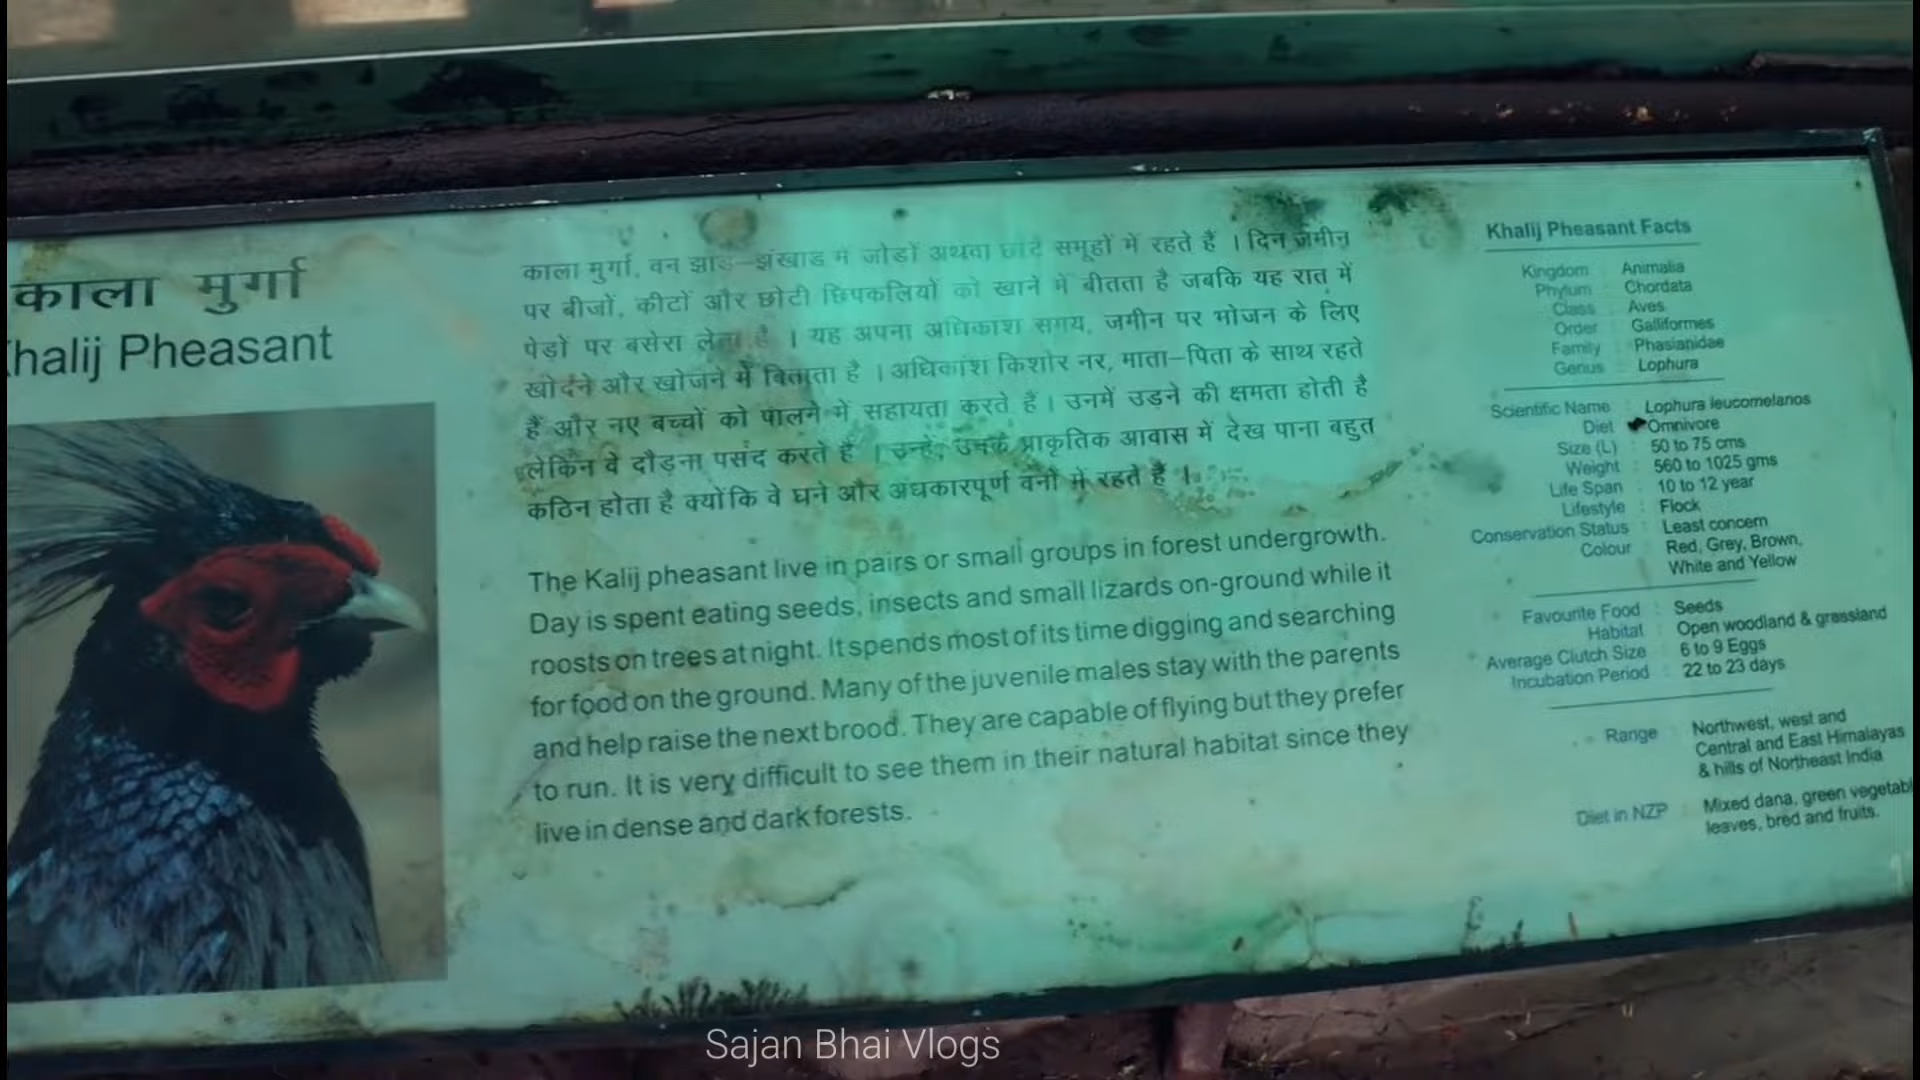 काला मुर्गा
halij Pheasant
काला मुर्गा, वन झाड़–झंखाड में जोड़ों अथवा छोटे समूहों में रहते हैं । दिन ज़मीन
पर बीजों, कीटों और छोटी छिपकलियों को खाने में बीतता है जबकि यह रात में
पेड़ों पर बसेरा लेता है । यह अपना अधिकांश समय, जमीन पर भोजन के लिए
खोदने और खोजने में बिताता है । अधिकांश किशोर नर, माता–पिता के साथ रहते
हैं और नए बच्चों को पालने में सहायता करते हैं । उनमें उड़ने की क्षमता होती है
लेकिन वे दौड़ना पसंद करते हैं । उन्हें, उनके प्राकृतिक आवास में देख पाना बहुत
कठिन होता है क्योंकि वे घने और अंधकारपूर्ण वनों में रहते हैं ।
The Kalij pheasant live in pairs or small groups in forest undergrowth.
Day is spent eating seeds, insects and small lizards on-ground while it
roosts on trees at night. It spends most of its time digging and searching
for food on the ground. Many of the juvenile males stay with the parents
and help raise the next brood. They are capable of flying but they prefer
to run. It is very difficult to see them in their natural habitat since they
live in dense and dark forests.
Khalij Pheasant Facts
Kingdom : Animalia
Phylum : Chordata
Class : Aves
Order : Galliformes
Family : Phasianidae
Genus : Lophura
Scientific Name : Lophura leucomelanos
Diet : Omnivore
Size (L) : 50 to 75 cms
Weight : 560 to 1025 gms
Life Span : 10 to 12 year
Lifestyle : Flock
Conservation Status : Least concern
Colour : Red, Grey, Brown,
White and Yellow
Favourite Food : Seeds
Habitat : Open woodland & grassland
Average Clutch Size : 6 to 9 Eggs
Incubation Period : 22 to 23 days
Range : Northwest, west and
Central and East Himalayas
& hills of Northeast India
Diet in NZP : Mixed dana, green vegetabl
leaves, bred and fruits.
Sajan Bhai Vlogs